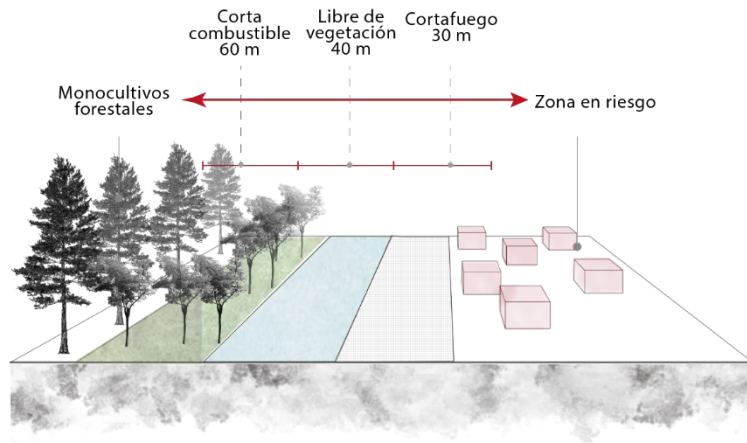 Corta
combustible
60 m
Libre de
vegetación
40 m
Cortafuego
30 m
Monocultivos
forestales
Zona en riesgo